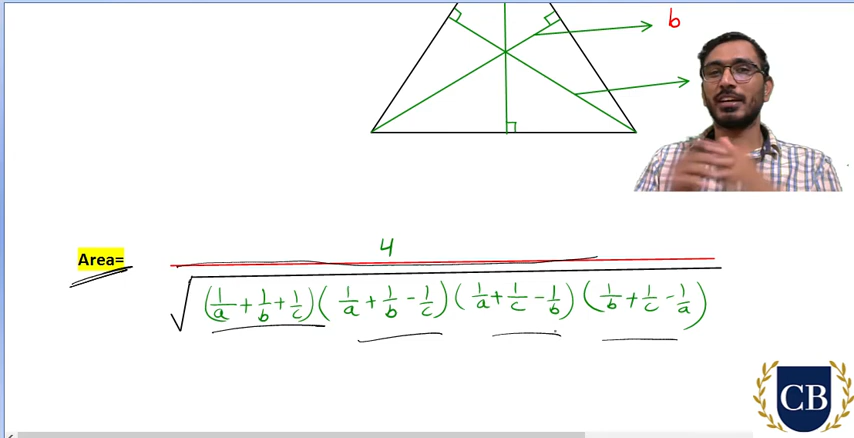 b
Area=
4
√(1/a + 1/b + 1/c)(1/a + 1/b - 1/c)(1/a + 1/c - 1/b)(1/b + 1/c - 1/a)
CB